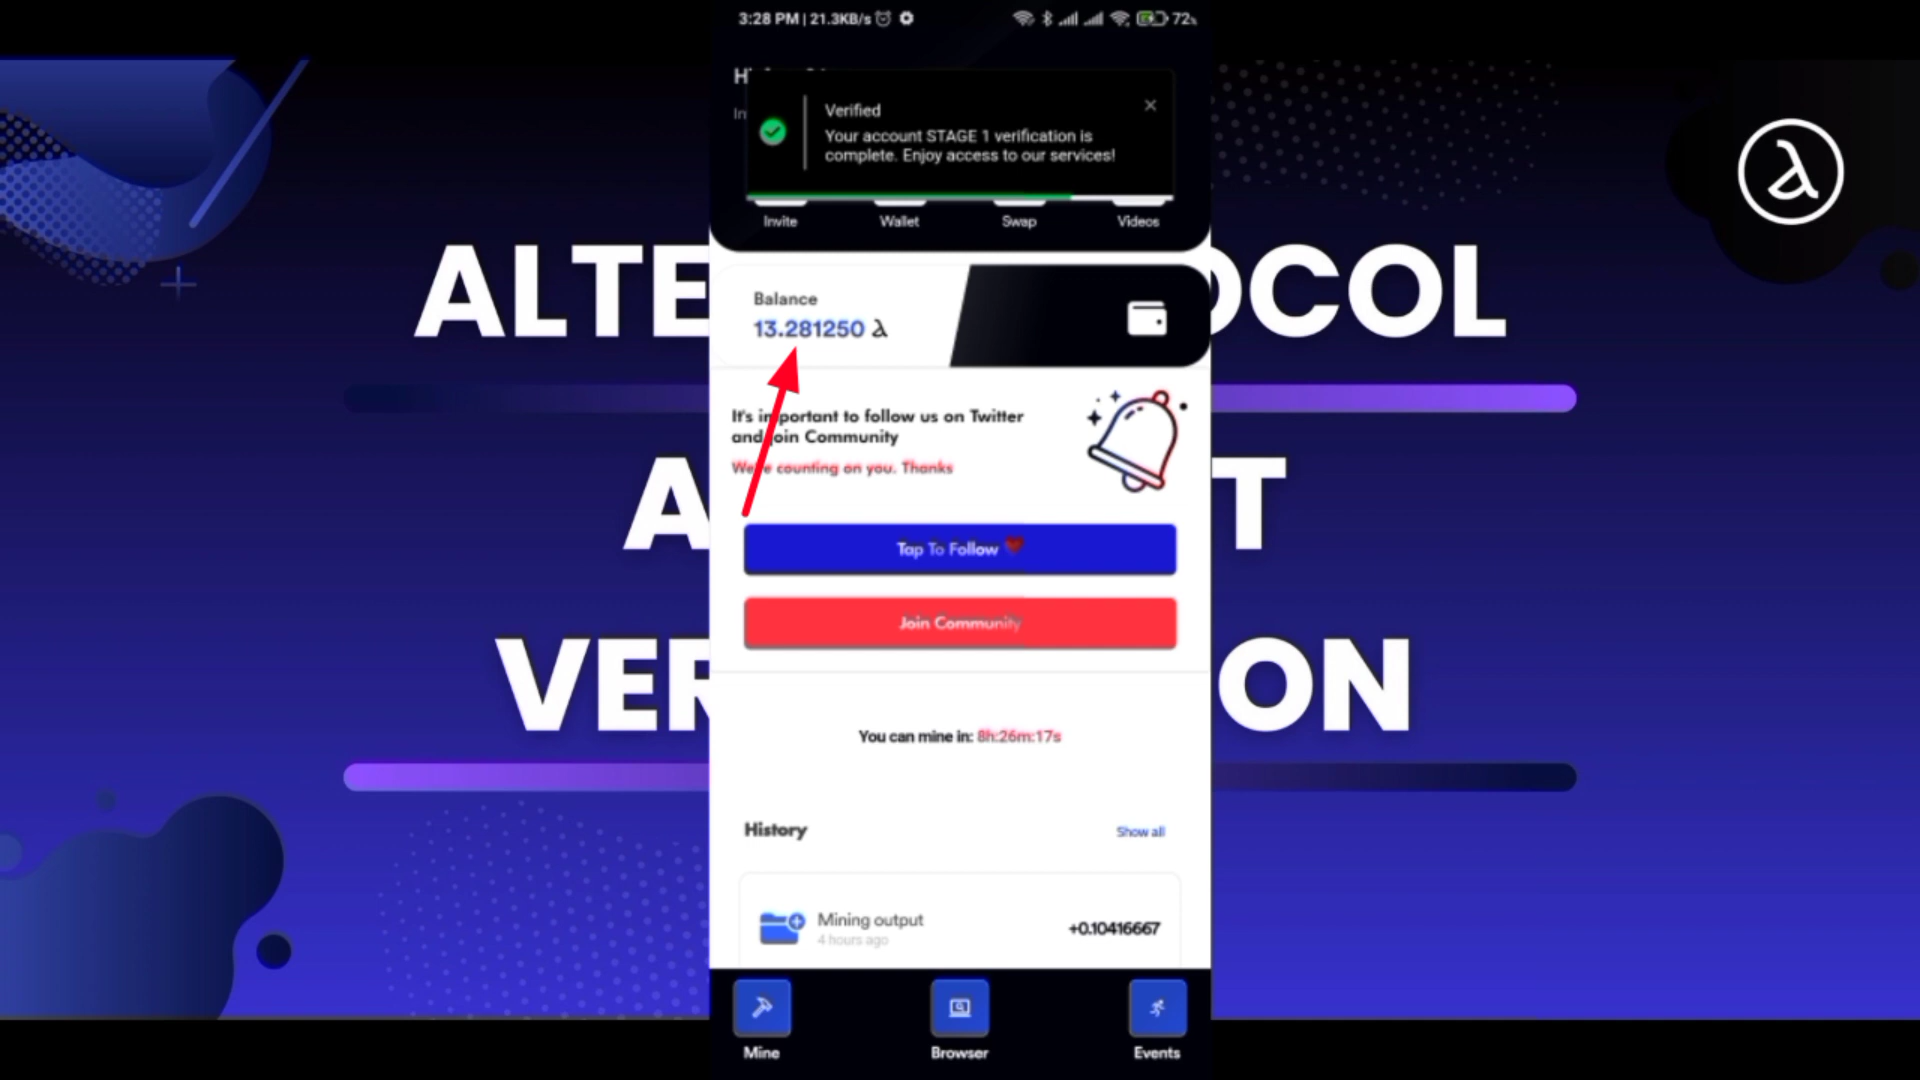 3:28 PM | 21.3KB/s
72%
Verified
Your account STAGE 1 verification is
complete. Enjoy access to our services!
Invite
Wallet
Swap
Videos
ALTE
OCOL
Balance
13.281250 λ
It's important to follow us on Twitter
and join Community
We're counting on you. Thanks
A
T
Tap To Follow
Join Community
VER
ON
You can mine in: 8h:26m:17s
History
Show all
Mining output
+0.10416667
4 hours ago
Mine
Browser
Events